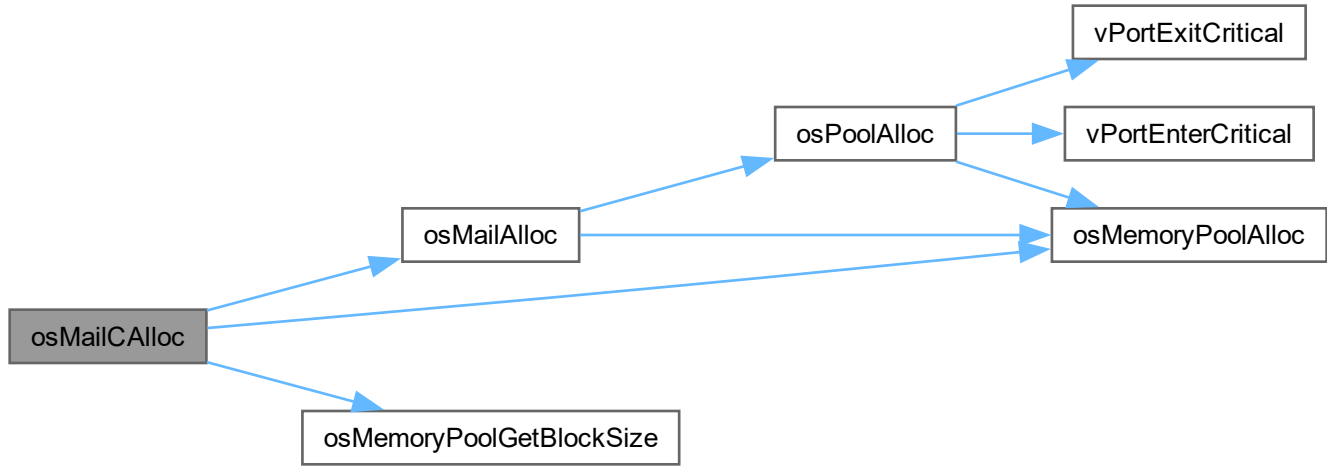 vPortExitCritical
osPoolAlloc
vPortEnterCritical
osMailAlloc
osMemoryPoolAlloc
osMailCAlloc
osMemoryPoolGetBlockSize